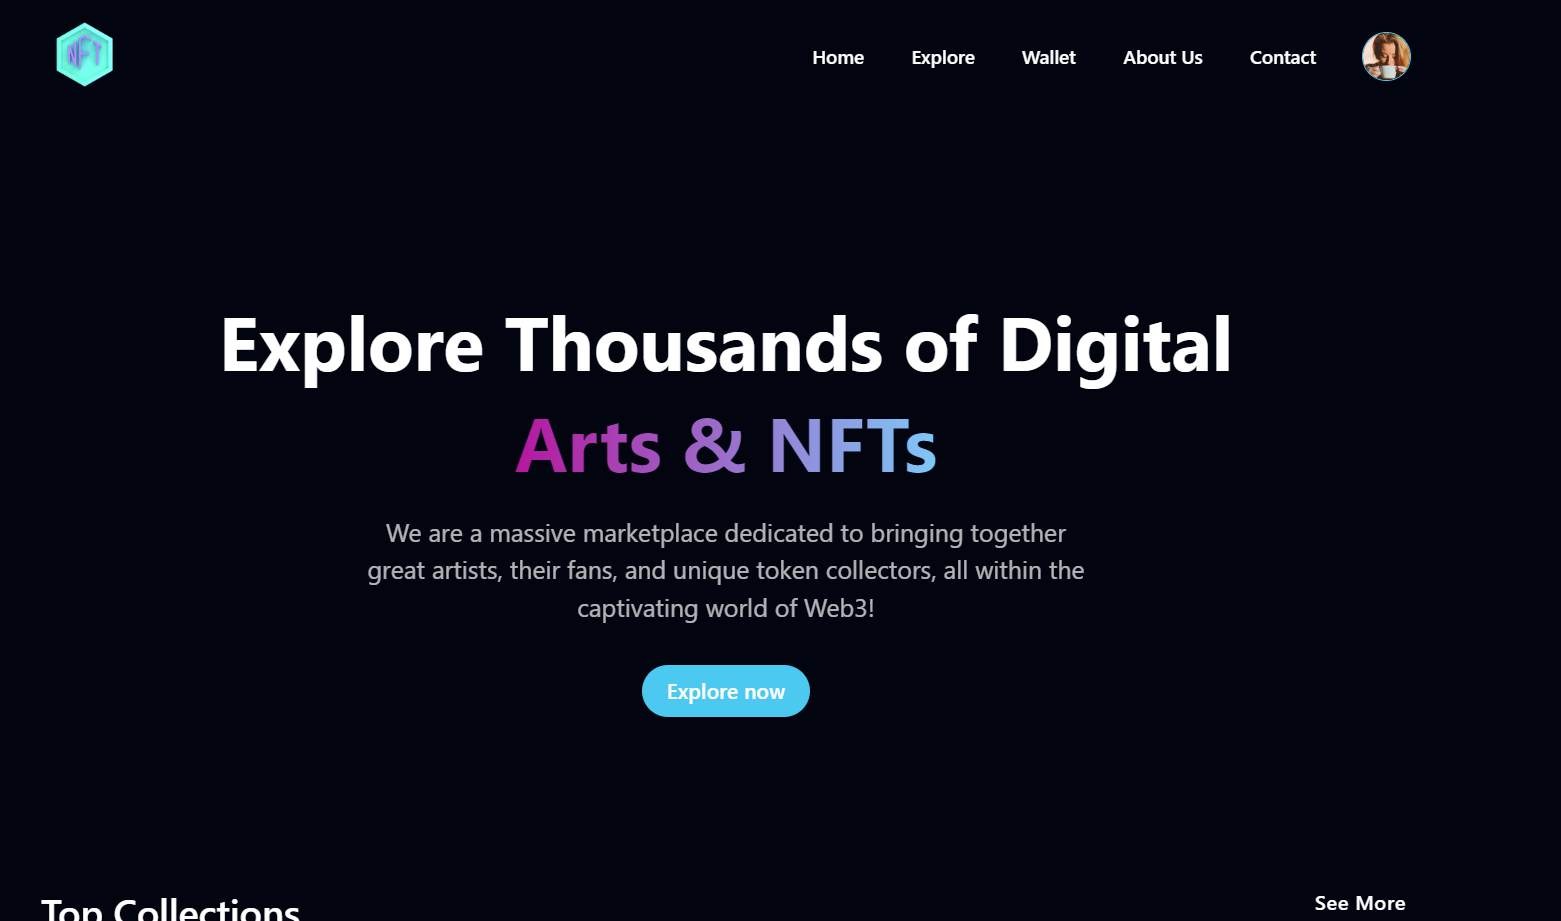 NFT
Home Explore Wallet About Us Contact
Explore Thousands of Digital
Arts & NFTs
We are a massive marketplace dedicated to bringing together
great artists, their fans, and unique token collectors, all within the
captivating world of Web3!
Explore now
Top Collections
See More